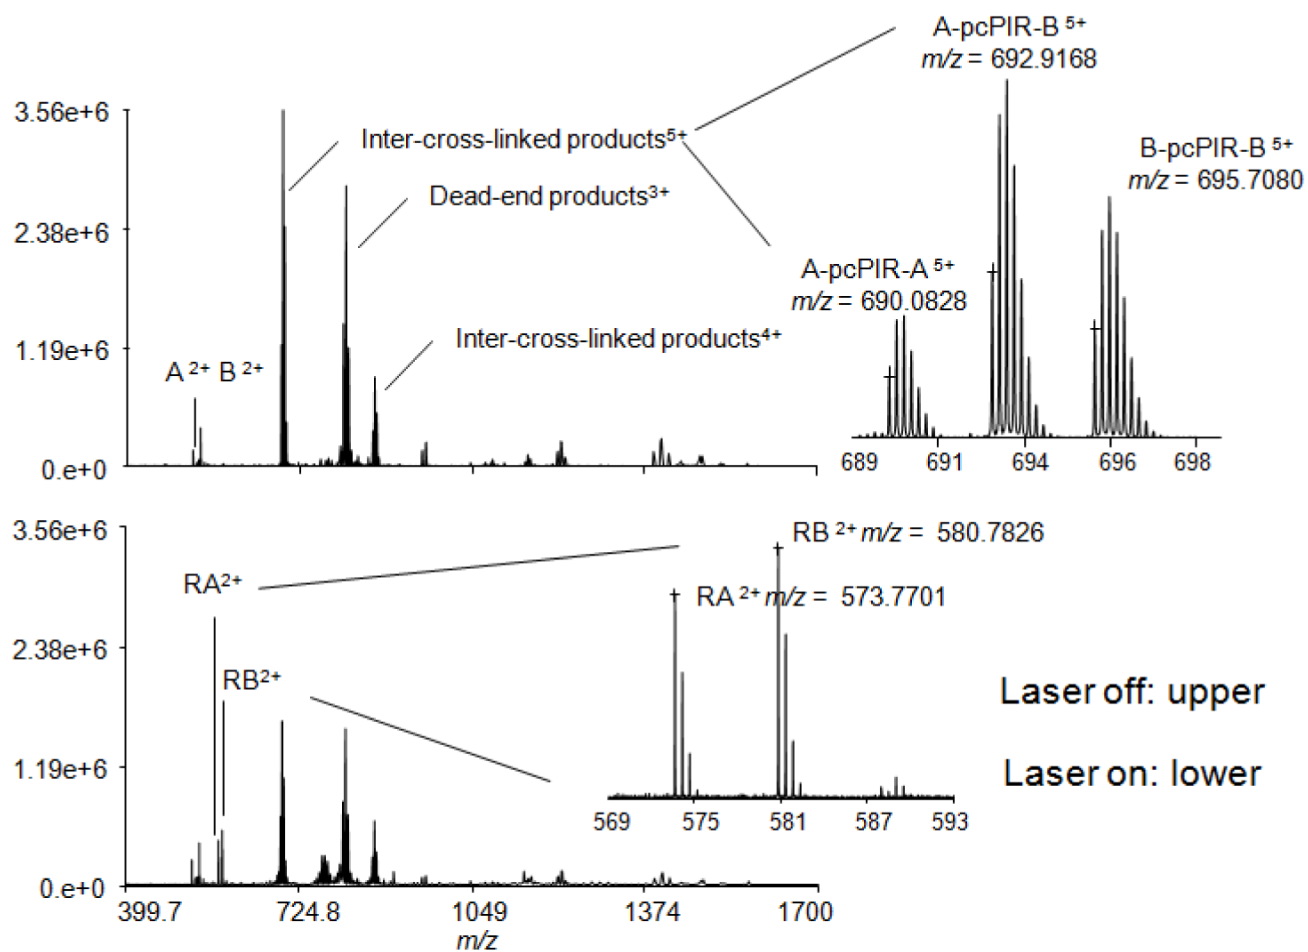 A-pcPIR-B 5+
m/z = 692.9168
3.56e+6
Inter-cross-linked products5+
B-pcPIR-B 5+
m/z = 695.7080
Dead-end products3+
2.38e+6
A-pcPIR-A 5+
m/z = 690.0828
Inter-cross-linked products4+
1.19e+6
A 2+ B 2+
0.e+0
689 691 694 696 698
3.56e+6
RB 2+ m/z = 580.7826
RA2+
RA 2+ m/z = 573.7701
2.38e+6
RB2+
Laser off: upper
1.19e+6
Laser on: lower
569 575 581 587 593
0.e+0
399.7 724.8 1049 1374 1700
m/z